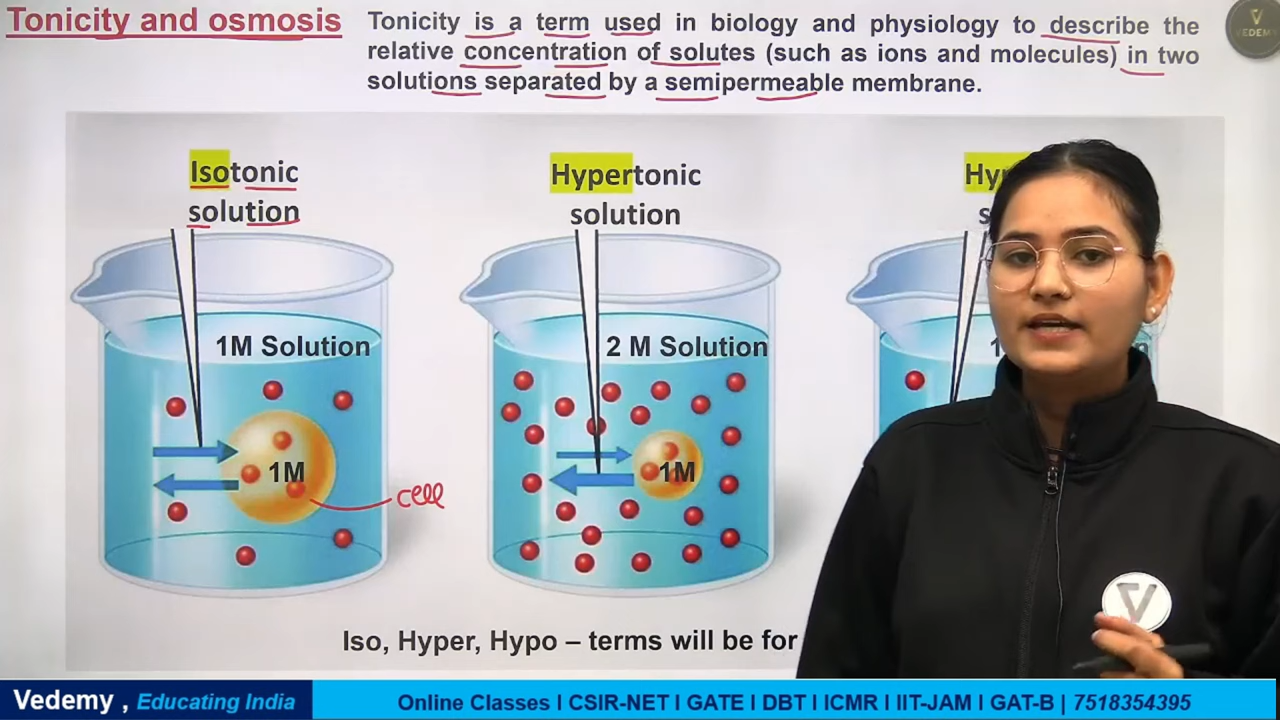 Tonicity and osmosis
Tonicity is a term used in biology and physiology to describe the
relative concentration of solutes (such as ions and molecules) in two
solutions separated by a semipermeable membrane.
VEDEMY
Isotonic
solution
Hypertonic
solution
1M Solution
2 M Solution
1M
1M
cell
Iso, Hyper, Hypo – terms will be for
Vedemy , Educating India
Online Classes I CSIR-NET I GATE I DBT I ICMR I IIT-JAM I GAT-B | 7518354395